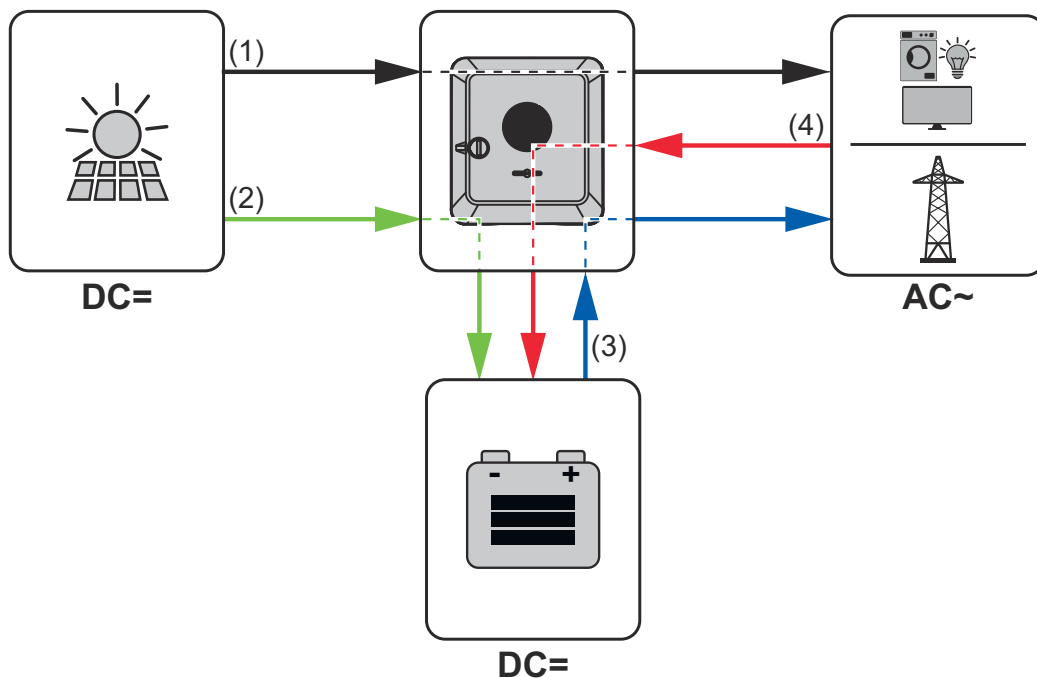 (1)
(4)
(2)
DC=
AC~
(3)
- +
DC=